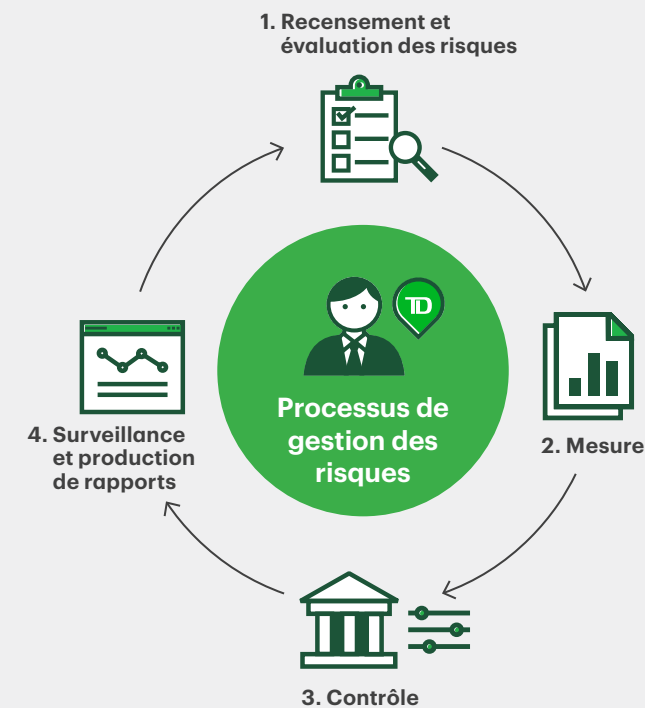 1. Recensement et
évaluation des risques
TD
Processus de
gestion des
risques
2. Mesure
4. Surveillance
et production
de rapports
3. Contrôle